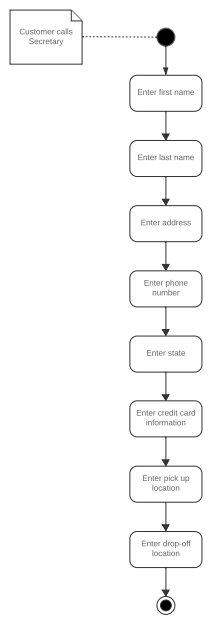 Customer calls
Secretary
Enter first name
Enter last name
Enter address
Enter phone
number
Enter state
Enter credit card
information
Enter pick up
location
Enter drop-off
location